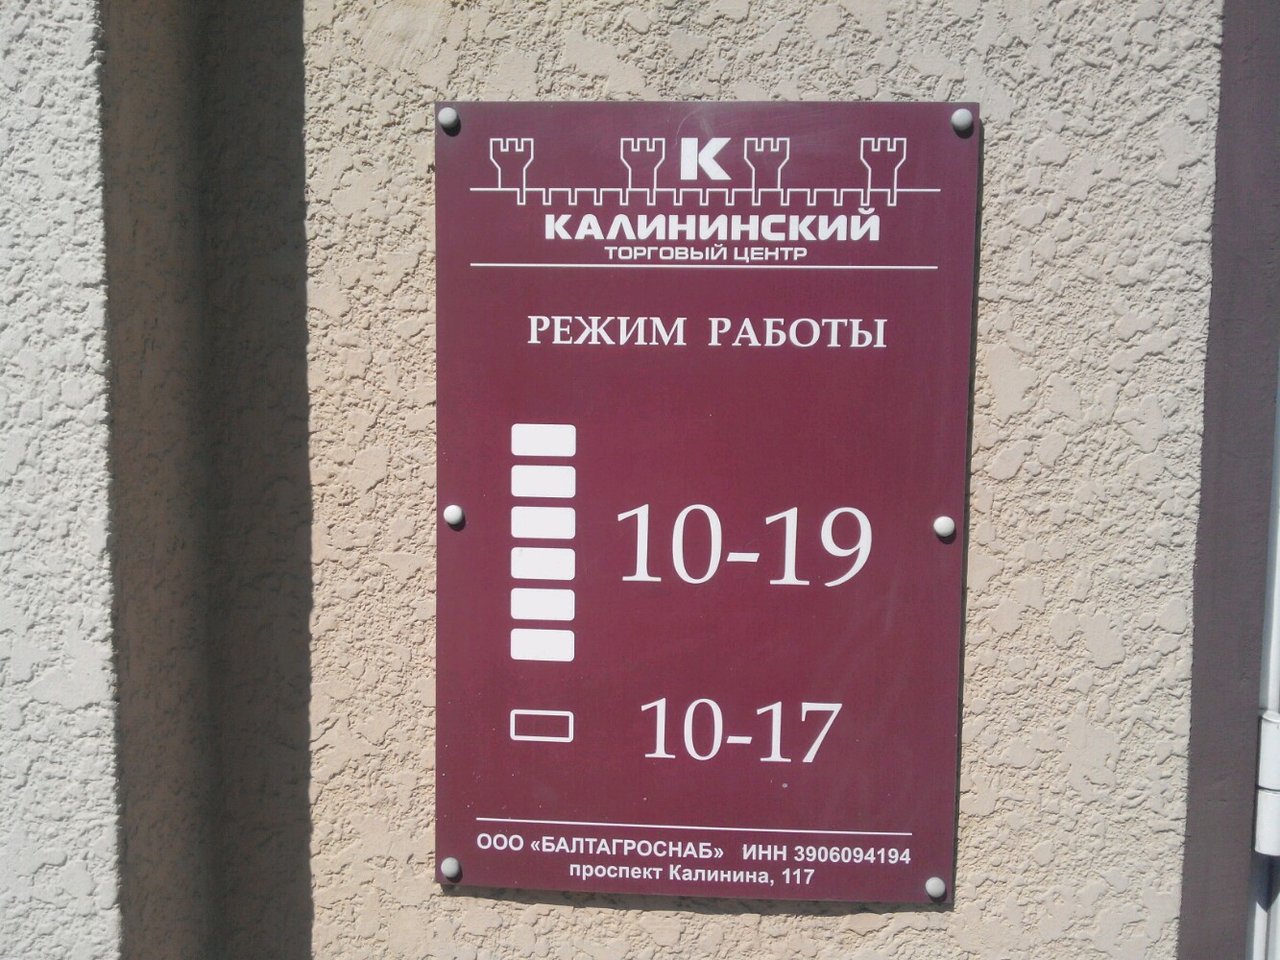 К
КАЛИНИНСКИЙ
ТОРГОВЫЙ ЦЕНТР
РЕЖИМ РАБОТЫ
10-19
10-17
ООО «БАЛТАГРОСНАБ» ИНН 3906094194
проспект Калинина, 117